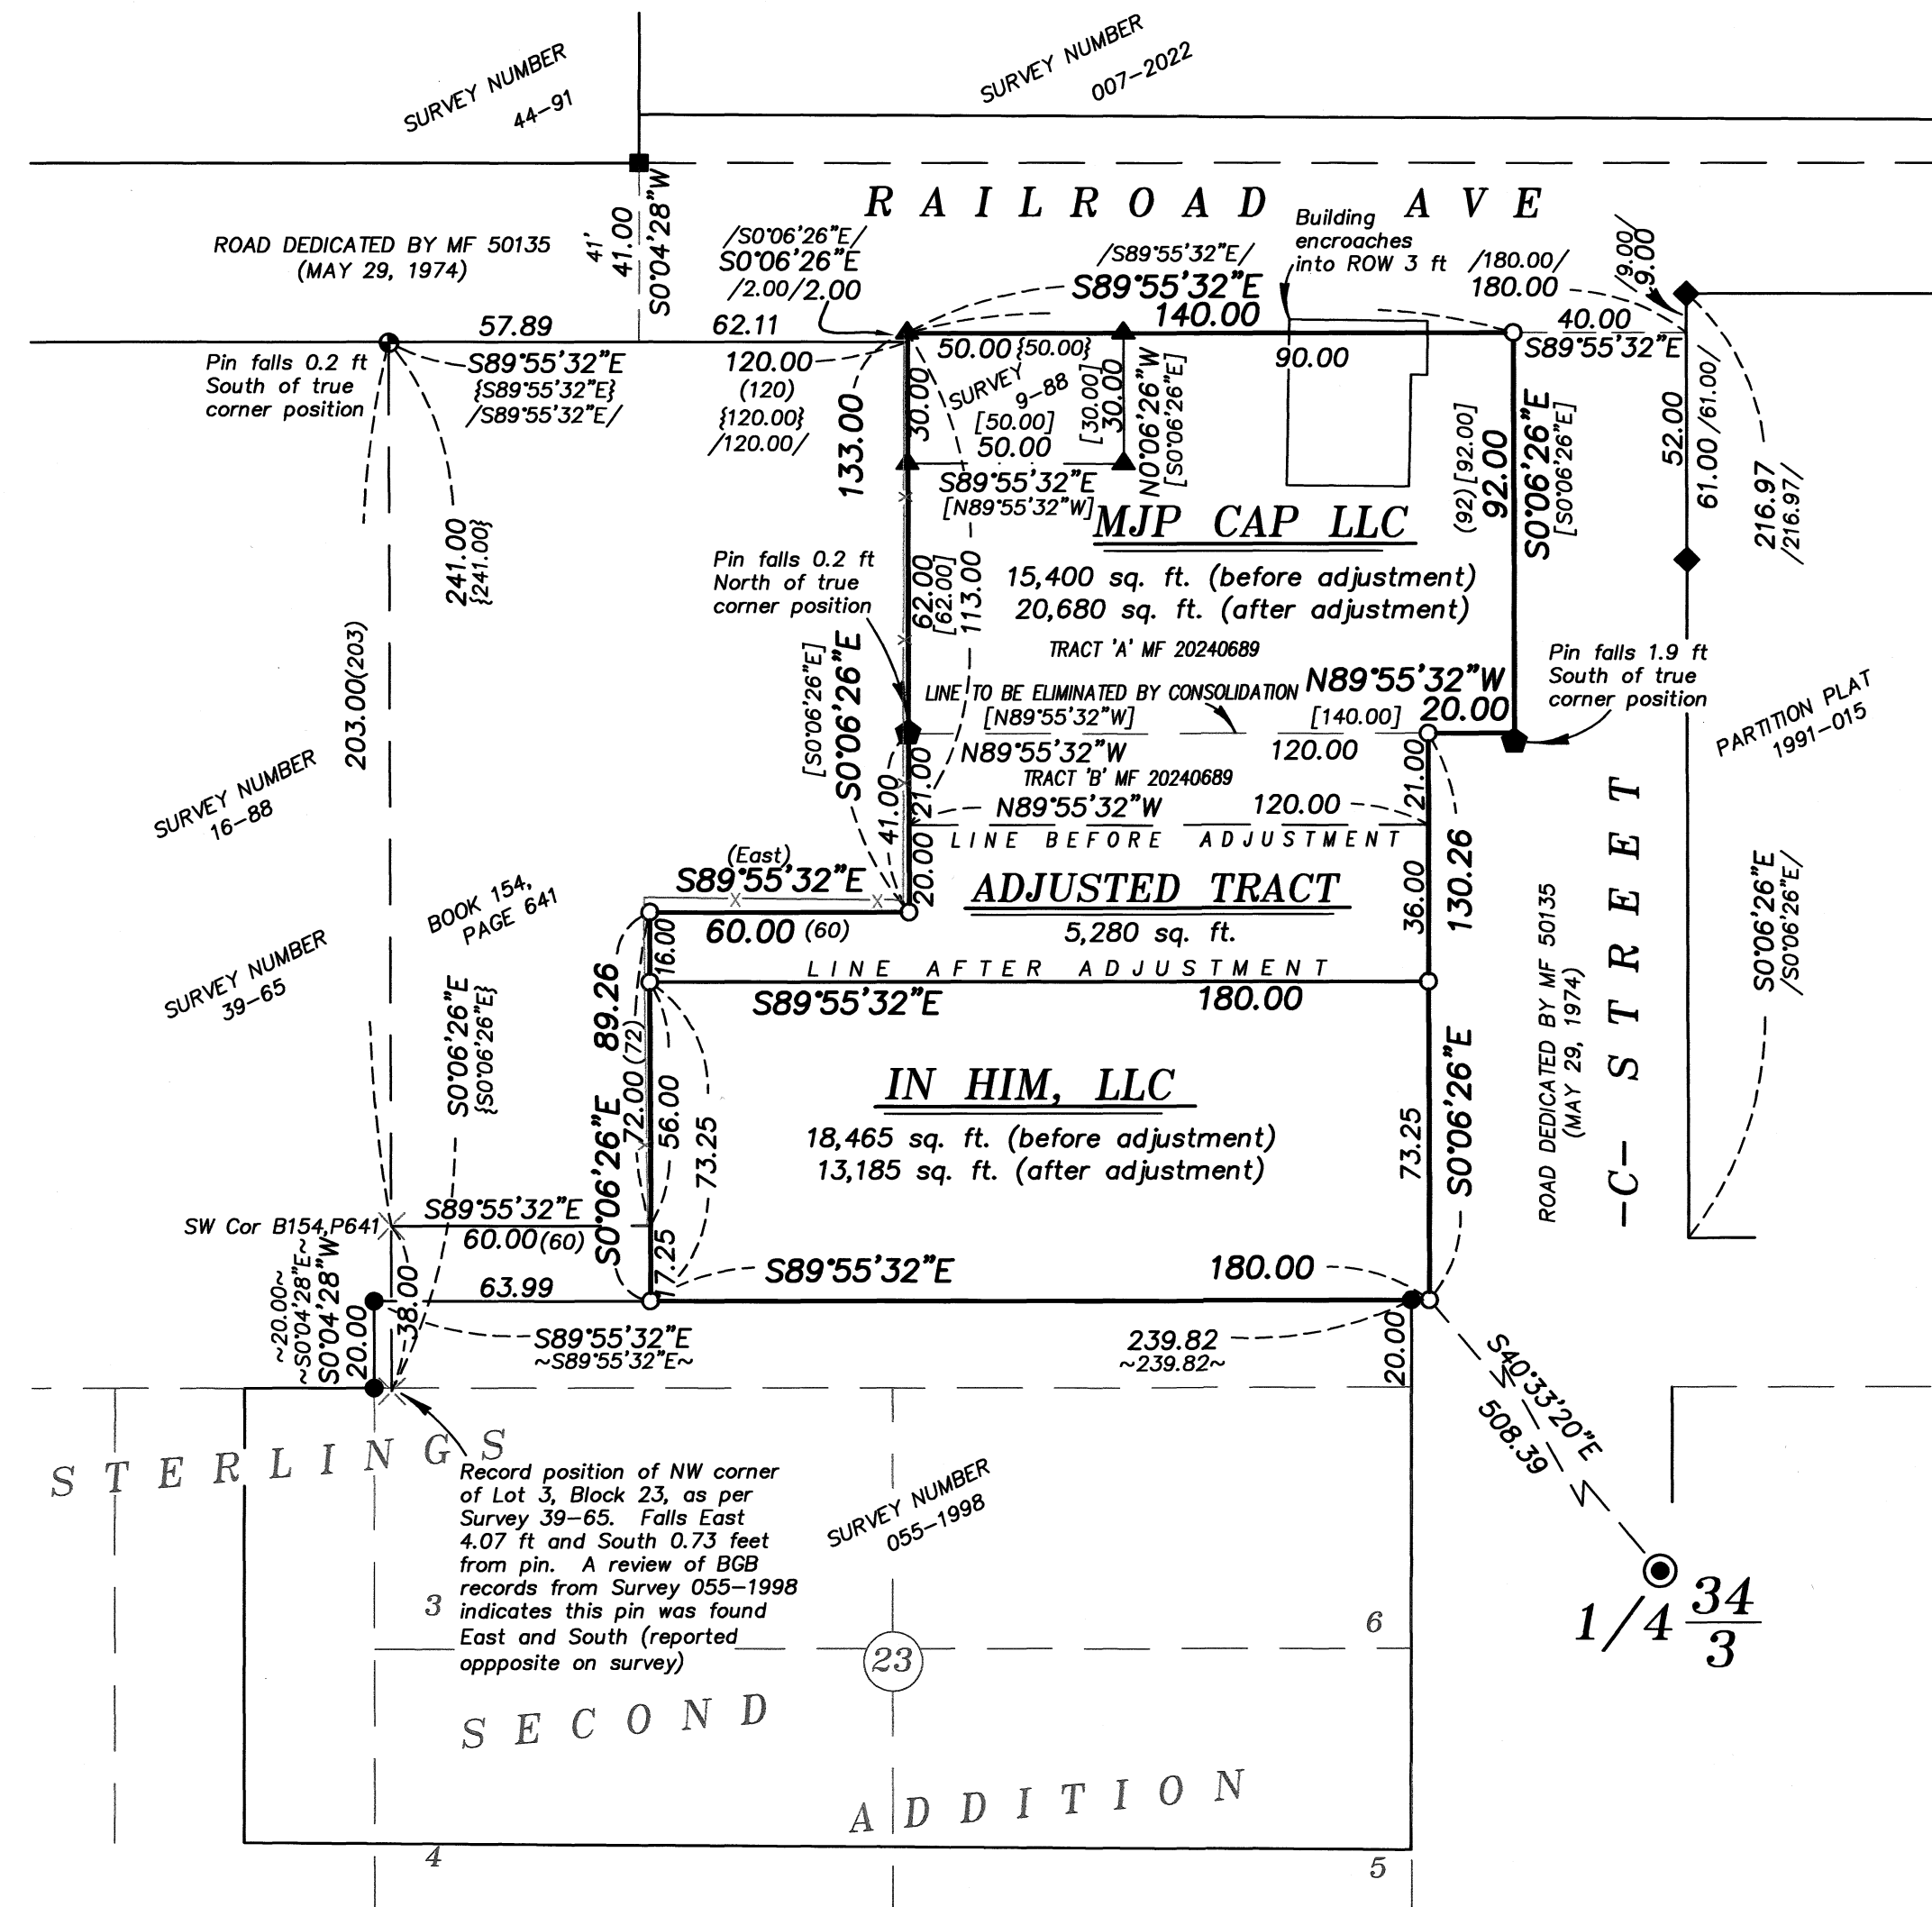 SURVEY NUMBER
44-91
SURVEY NUMBER
007-2022
RAILROAD AVE
ROAD DEDICATED BY MF 50135
(MAY 29, 1974)
41'
41.00
S0°04'28"W
/S0°06'26"E/
S0°06'26"E
/2.00/2.00
/S89°55'32"E/
S89°55'32"E
140.00
Building
encroaches
into ROW 3 ft
/180.00/
180.00
/9.00/
9.00
40.00
S89°55'32"E
57.89
62.11
Pin falls 0.2 ft
South of true
corner position
S89°55'32"E
{S89°55'32"E}
/S89°55'32"E/
120.00
(120)
{120.00}
/120.00/
133.00
30.00
50.00 {50.00}
SURVEY
9-88
[50.00]
50.00
[30.00]
30.00
N0°06'26"W
[S0°06'26"E]
90.00
S89°55'32"E
[N89°55'32"W]
(92)[92.00]
92.00
S0°06'26"E
[S0°06'26"E]
52.00
61.00 /61.00/
216.97
/216.97/
241.00
{241.00}
203.00(203)
MJP CAP LLC
15,400 sq. ft. (before adjustment)
20,680 sq. ft. (after adjustment)
TRACT 'A' MF 20240689
Pin falls 0.2 ft
North of true
corner position
62.00
[62.00]
113.00
[S0°06'26"E]
S0°06'26"E
LINE TO BE ELIMINATED BY CONSOLIDATION
N89°55'32"W
20.00
[N89°55'32"W]
[140.00]
Pin falls 1.9 ft
South of true
corner position
PARTITION PLAT
1991-015
N89°55'32"W
120.00
TRACT 'B' MF 20240689
41.00
21.00
21.00
N89°55'32"W
120.00
LINE BEFORE ADJUSTMENT
SURVEY NUMBER
16-88
(East)
S89°55'32"E
60.00 (60)
20.00
ADJUSTED TRACT
5,280 sq. ft.
36.00
130.26
-C- STREET
ROAD DEDICATED BY MF 50135
(MAY 29, 1974)
S0°06'26"E
/S0°06'26"E/
BOOK 154,
PAGE 641
SURVEY NUMBER
39-65
S0°06'26"E
{S0°06'26"E}
16.00
89.26
LINE AFTER ADJUSTMENT
S89°55'32"E
180.00
S0°06'26"E
72.00 (72)
56.00
73.25
IN HIM, LLC
18,465 sq. ft. (before adjustment)
13,185 sq. ft. (after adjustment)
73.25
S0°06'26"E
SW Cor B154,P641
S89°55'32"E
60.00(60)
17.25
S89°55'32"E
180.00
~20.00~
~S0°04'28"E~
S0°04'28"W
20.00
38.00
63.99
S89°55'32"E
~S89°55'32"E~
239.82
~239.82~
20.00
S40°33'20"E
508.39
STERLINGS
Record position of NW corner
of Lot 3, Block 23, as per
Survey 39-65. Falls East
4.07 ft and South 0.73 feet
from pin. A review of BGB
records from Survey 055-1998
indicates this pin was found
East and South (reported
oppposite on survey)
SURVEY NUMBER
055-1998
3
6
23
1/4 34
3
SECOND
ADDITION
4
5